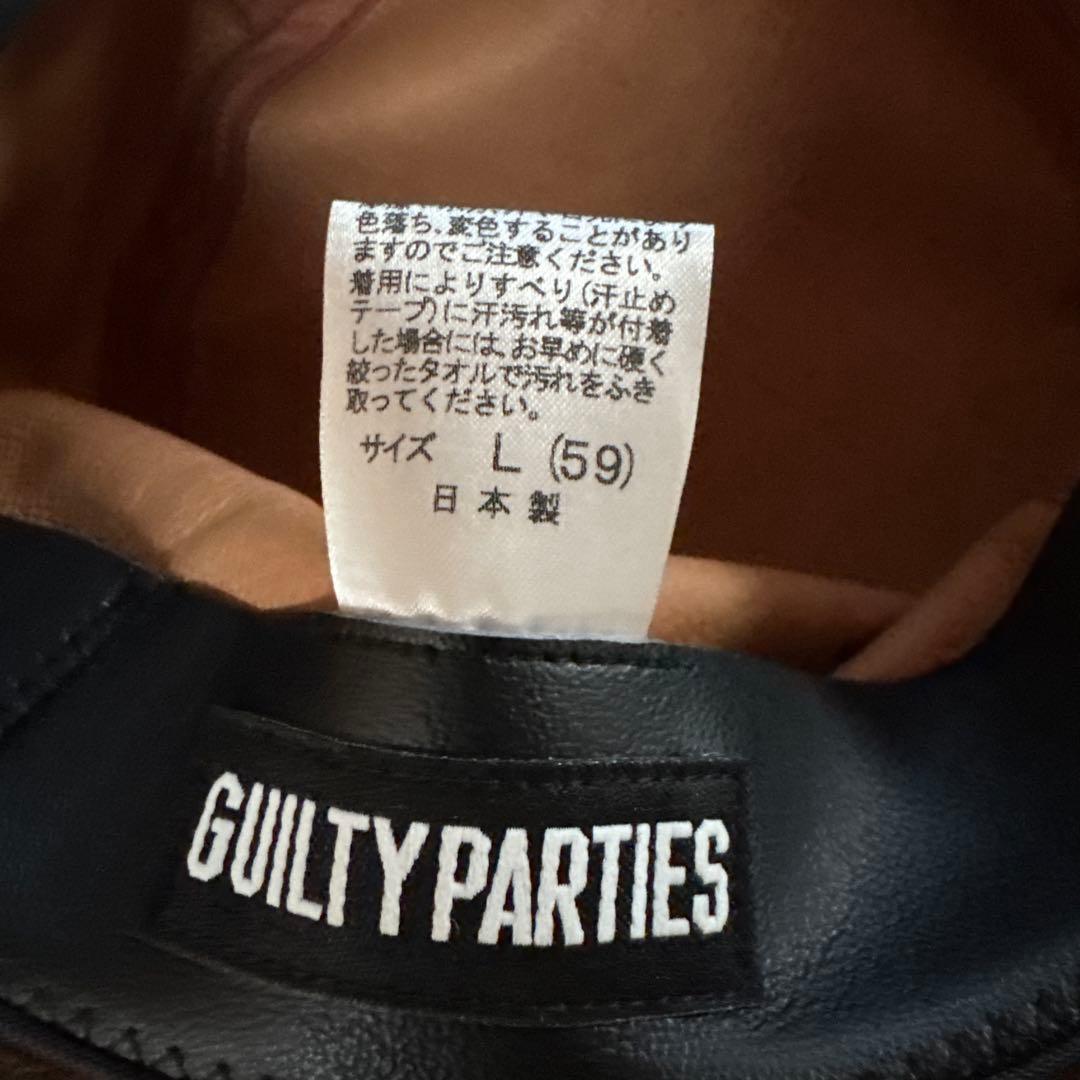 色落ち、変色することがあり
ますのでご注意ください。
着用によりすべり(汗止め
テープ)に汗汚れ等が付着
した場合には、お早めに硬く
絞ったタオルで汚れをふき
取ってください。
サイズ L (59)
日本製
GUILTY PARTIES